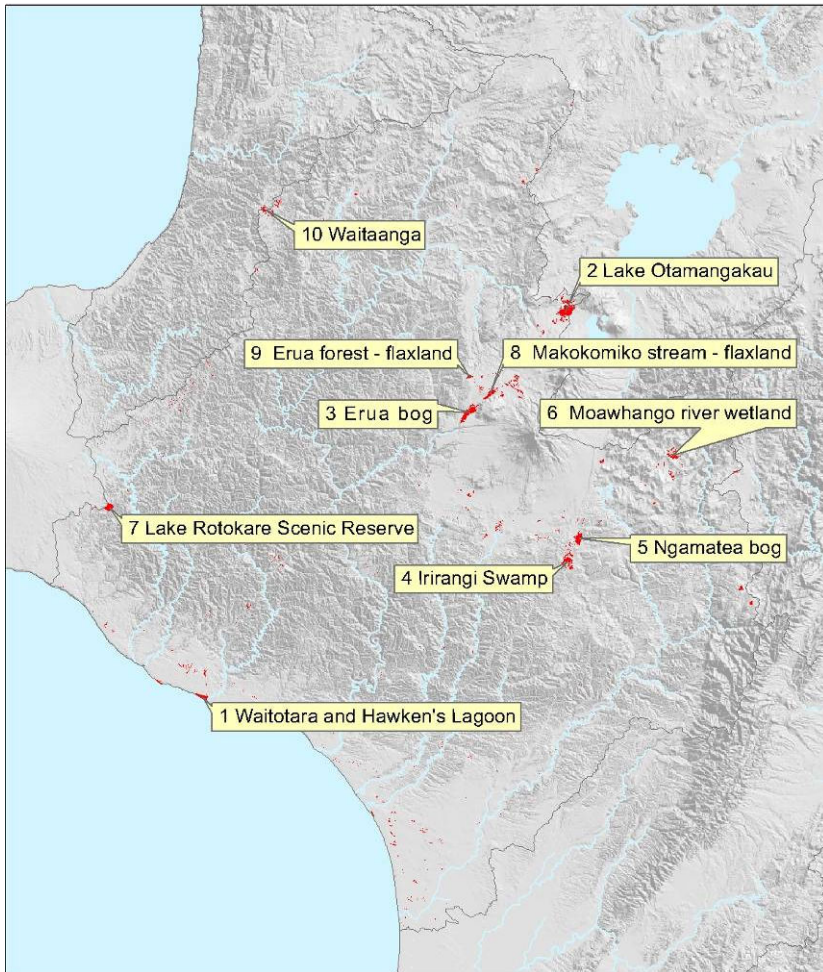 10 Waitaanga
2 Lake Otamangakau
9 Erua forest - flaxland
8 Makokomiko stream - flaxland
3 Erua bog
6 Moawhango river wetland
7 Lake Rotokare Scenic Reserve
5 Ngamatea bog
4 Irirangi Swamp
1 Waitotara and Hawken's Lagoon